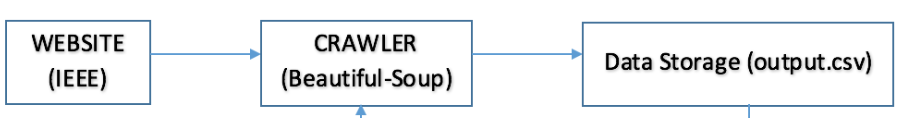 WEBSITE
(IEEE)
CRAWLER
(Beautiful-Soup)
Data Storage (output.csv)